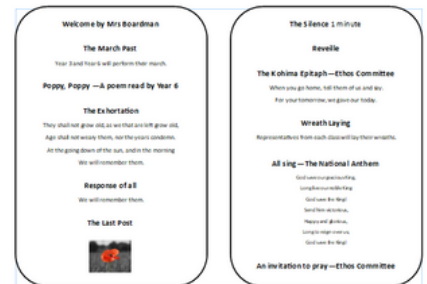 Welcome by Mrs Boardman
The March Past
Year 3 and Year 6 will perform their march.
Poppy, Poppy —A poem read by Year 6
The Exhortation
They shall not grow old, as we that are left grow old,
Age shall not weary them, nor the years condemn.
At the going down of the sun, and in the morning
We will remember them.
Response of all
We will remember them.
The Last Post
The Silence 1 minute
Reveille
The Kohima Epitaph—Ethos Committee
When you go home, tell them of us and say,
For your tomorrow, we gave our today.
Wreath Laying
Representatives from each class will lay their wreaths.
All sing—The National Anthem
God save our gracious King,
Long live our noble King
God save the King!
Send him victorious,
Happy and glorious,
Long to reign over us,
God save the King!
An invitation to pray—Ethos Committee